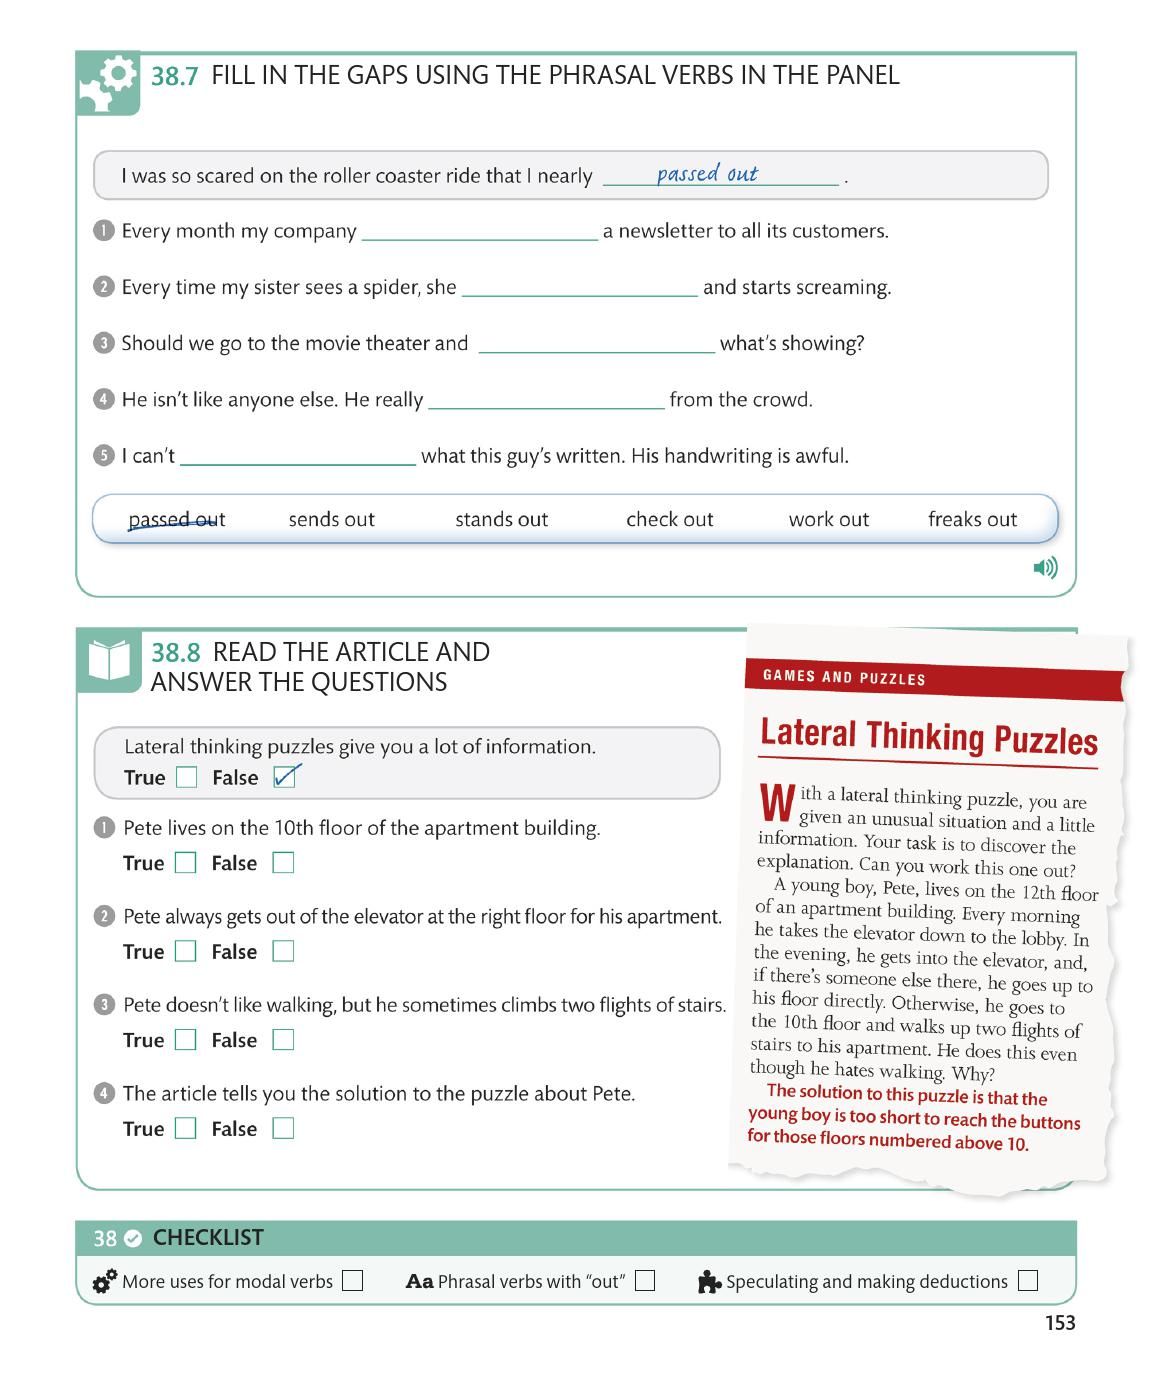 38.7 FILL IN THE GAPS USING THE PHRASAL VERBS IN THE PANEL
I was so scared on the roller coaster ride that I nearly passed out .
1 Every month my company ____ a newsletter to all its customers.
2 Every time my sister sees a spider, she ____ and starts screaming.
3 Should we go to the movie theater and ____ what's showing?
4 He isn't like anyone else. He really ____ from the crowd.
5 I can't ____ what this guy's written. His handwriting is awful.
passed out sends out stands out check out work out freaks out
38.8 READ THE ARTICLE AND
ANSWER THE QUESTIONS
Lateral thinking puzzles give you a lot of information.
True False
1 Pete lives on the 10th floor of the apartment building.
True False
2 Pete always gets out of the elevator at the right floor for his apartment.
True False
3 Pete doesn't like walking, but he sometimes climbs two flights of stairs.
True False
4 The article tells you the solution to the puzzle about Pete.
True False
GAMES AND PUZZLES
Lateral Thinking Puzzles
With a lateral thinking puzzle, you are
given an unusual situation and a little
information. Your task is to discover the
explanation. Can you work this one out?
A young boy, Pete, lives on the 12th floor
of an apartment building. Every morning
he takes the elevator down to the lobby. In
the evening, he gets into the elevator, and,
if there's someone else there, he goes up to
his floor directly. Otherwise, he goes to
the 10th floor and walks up two flights of
stairs to his apartment. He does this even
though he hates walking. Why?
The solution to this puzzle is that the
young boy is too short to reach the buttons
for those floors numbered above 10.
38 CHECKLIST
More uses for modal verbs Aa Phrasal verbs with "out" Speculating and making deductions
153